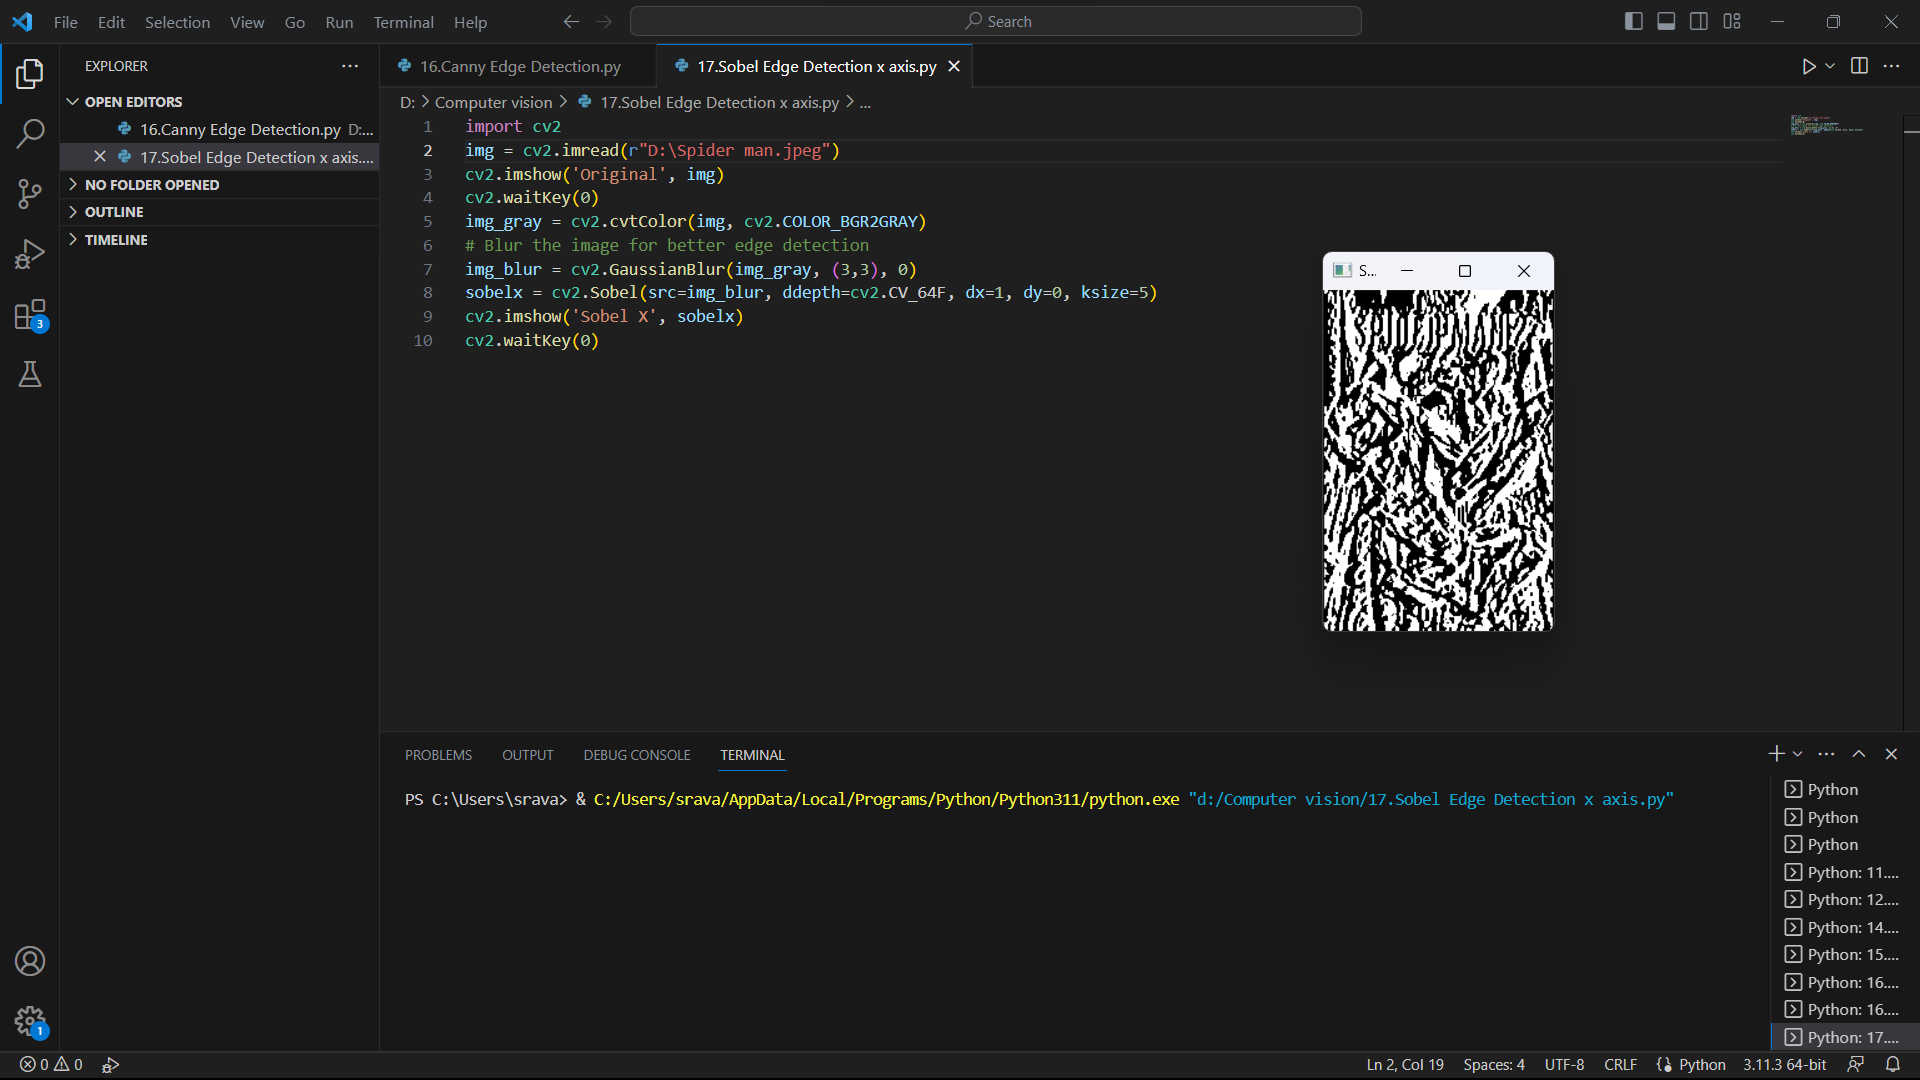 File Edit Selection View Go Run Terminal Help
Search
EXPLORER
OPEN EDITORS
16.Canny Edge Detection.py D:...
17.Sobel Edge Detection x axis....
NO FOLDER OPENED
OUTLINE
TIMELINE
3
1
16.Canny Edge Detection.py
17.Sobel Edge Detection x axis.py
D: > Computer vision > 17.Sobel Edge Detection x axis.py > ...
1 import cv2
2 img = cv2.imread(r"D:\Spider man.jpeg")
3 cv2.imshow('Original', img)
4 cv2.waitKey(0)
5 img_gray = cv2.cvtColor(img, cv2.COLOR_BGR2GRAY)
6 # Blur the image for better edge detection
7 img_blur = cv2.GaussianBlur(img_gray, (3,3), 0)
8 sobelx = cv2.Sobel(src=img_blur, ddepth=cv2.CV_64F, dx=1, dy=0, ksize=5)
9 cv2.imshow('Sobel X', sobelx)
10 cv2.waitKey(0)
S...
PROBLEMS OUTPUT DEBUG CONSOLE TERMINAL
PS C:\Users\srava> & C:/Users/srava/AppData/Local/Programs/Python/Python311/python.exe "d:/Computer vision/17.Sobel Edge Detection x axis.py"
Python
Python
Python
Python: 11....
Python: 12....
Python: 14....
Python: 15....
Python: 16....
Python: 16....
Python: 17....
0 0
Ln 2, Col 19 Spaces: 4 UTF-8 CRLF Python 3.11.3 64-bit